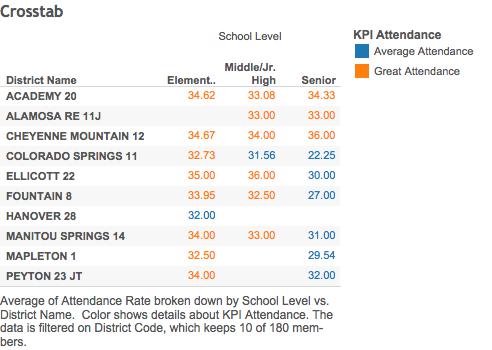 Crosstab
School Level
KPI Attendance
Average Attendance
Great Attendance
District Name Element.. Middle/Jr. High Senior
ACADEMY 20 34.62 33.08 34.33
ALAMOSA RE 11J 33.00 33.00
CHEYENNE MOUNTAIN 12 34.67 34.00 36.00
COLORADO SPRINGS 11 32.73 31.56 22.25
ELLICOTT 22 35.00 36.00 30.00
FOUNTAIN 8 33.95 32.50 27.00
HANOVER 28 32.00
MANITOU SPRINGS 14 34.00 33.00 31.00
MAPLETON 1 32.50 29.54
PEYTON 23 JT 34.00 32.00
Average of Attendance Rate broken down by School Level vs.
District Name. Color shows details about KPI Attendance. The
data is filtered on District Code, which keeps 10 of 180 mem-
bers.